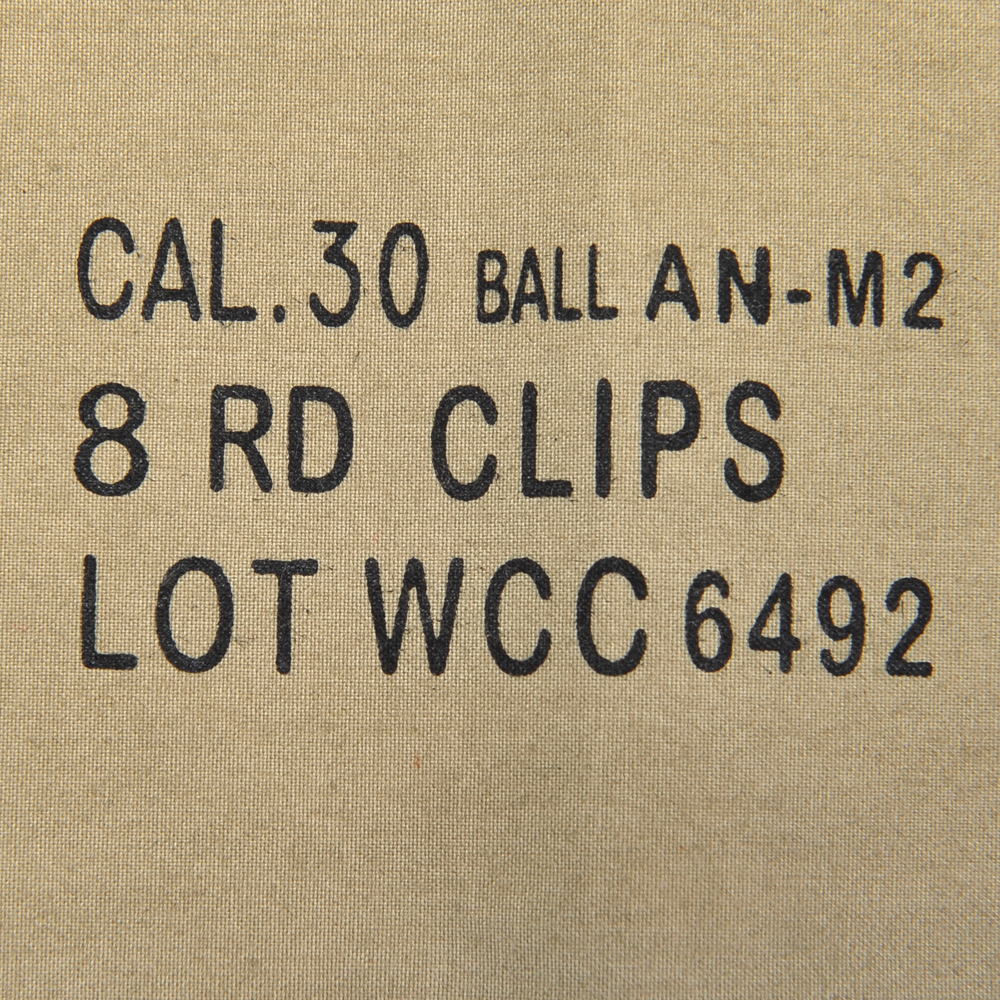 CAL.30 BALL AN-M2
8 RD CLIPS
LOT WCC 6492